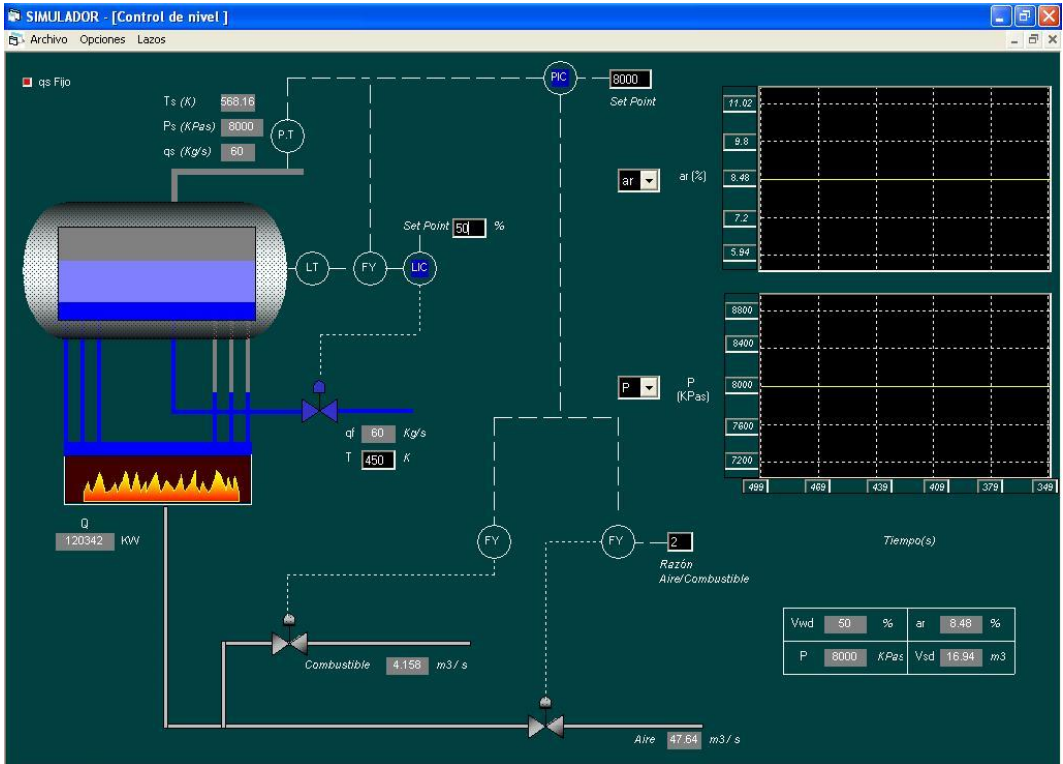 SIMULADOR - [Control de nivel ]
Archivo Opciones Lazos
qs Fijo
Ts (K) 568.16
Ps (KPas) 8000
qs (Kg/s) 60
P.T
PIC
8000
Set Point
ar
ar (%)
11.02
9.8
8.48
7.2
5.94
Set Point 50 %
LT
FY
LIC
P
P
(KPas)
8800
8400
8000
7600
7200
499 469 439 409 379 349
Tiempo(s)
qf 60 Kg/s
T 450 K
Q
120342 KW
FY
FY
2
Razón
Aire/Combustible
Combustible 4.158 m3/ s
Aire 47.64 m3/ s
Vwd 50 % ar 8.48 %
P 8000 KPas Vsd 16.94 m3